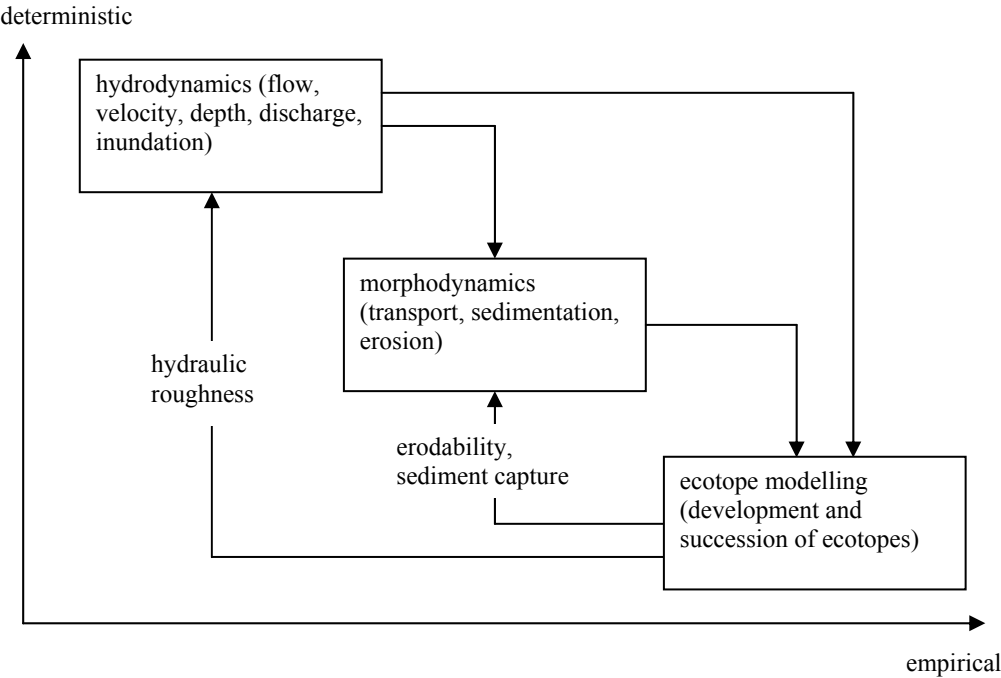 deterministic
hydrodynamics (flow,
velocity, depth, discharge,
inundation)
morphodynamics
(transport, sedimentation,
erosion)
hydraulic
roughness
erodability,
sediment capture
ecotope modelling
(development and
succession of ecotopes)
empirical